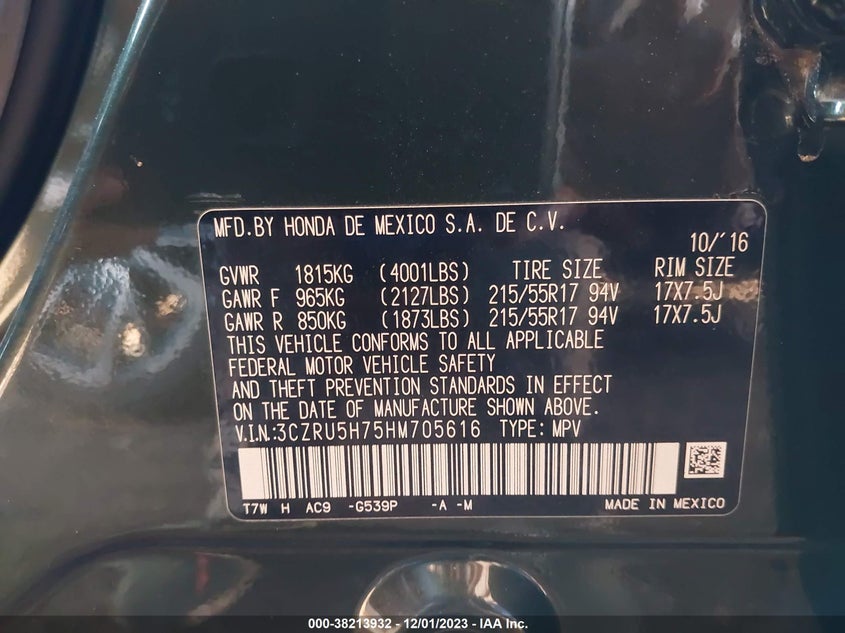 MFD.BY HONDA DE MEXICO S.A. DE C.V.
10/'16
GVWR 1815KG (4001LBS) TIRE SIZE RIM SIZE
GAWR F 965KG (2127LBS) 215/55R17 94V 17X7.5J
GAWR R 850KG (1873LBS) 215/55R17 94V 17X7.5J
THIS VEHICLE CONFORMS TO ALL APPLICABLE
FEDERAL MOTOR VEHICLE SAFETY
AND THEFT PREVENTION STANDARDS IN EFFECT
ON THE DATE OF MANUFACTURE SHOWN ABOVE.
V.I.N.:3CZRU5H75HM705616 TYPE: MPV
T7W H AC9 -G539P -A -M MADE IN MEXICO
000-38213932 - 12/01/2023 - IAA Inc.